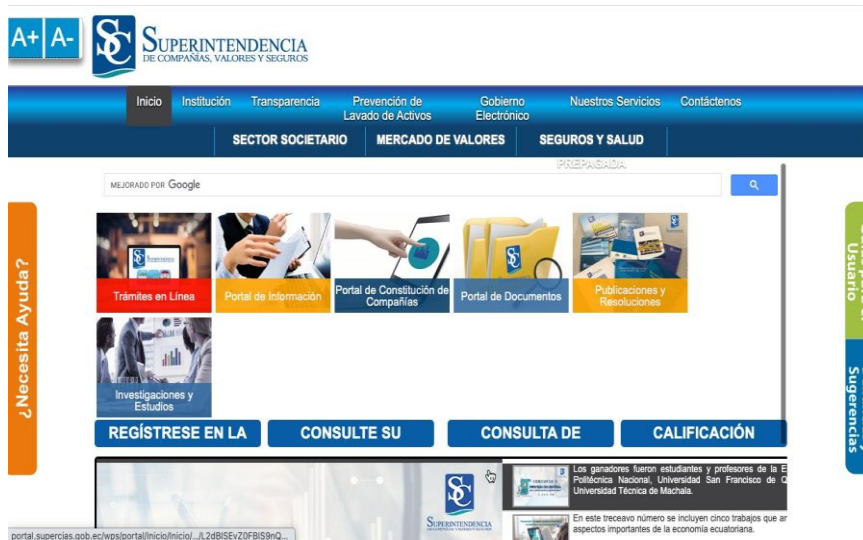 A+ A-
SUPERINTENDENCIA
DE COMPAÑÍAS, VALORES Y SEGUROS
Inicio Institución Transparencia Prevención de Lavado de Activos Gobierno Electrónico Nuestros Servicios Contáctenos
SECTOR SOCIETARIO MERCADO DE VALORES SEGUROS Y SALUD
PREPAGADA
MEJORADO POR Google
¿Necesita Ayuda?
Usuario
Sugerencias
Trámites en Línea
Portal de Información
Portal de Constitución de
Compañías
Portal de Documentos
Publicaciones y
Resoluciones
Investigaciones y
Estudios
REGÍSTRESE EN LA CONSULTE SU CONSULTA DE CALIFICACIÓN
SUPERINTENDENCIA
Los ganadores fueron estudiantes y profesores de la E
Politécnica Nacional, Universidad San Francisco de Q
Universidad Técnica de Machala.
En este treceavo número se incluyen cinco trabajos que an
aspectos importantes de la economía ecuatoriana.
portal.supercias.gob.ec/wps/portal/Inicio/Inicio/.../L2dBISEvZ0FBIS9nQ...